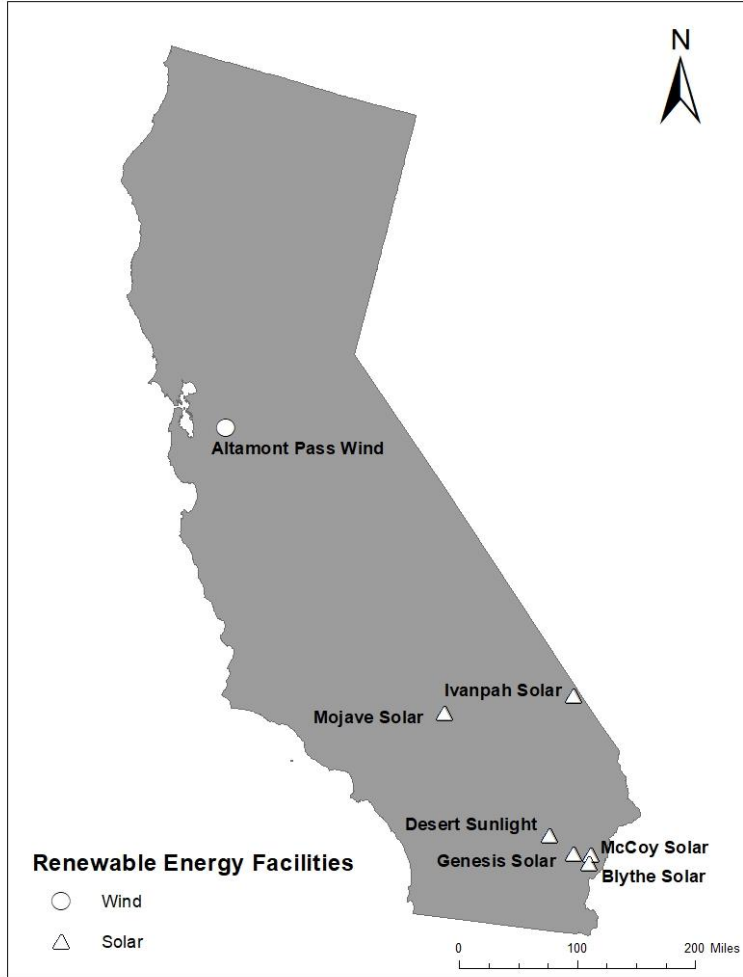 N
Altamont Pass Wind
Ivanpah Solar
Mojave Solar
Desert Sunlight
McCoy Solar
Genesis Solar
Blythe Solar
Renewable Energy Facilities
Wind
Solar
0 100 200 Miles